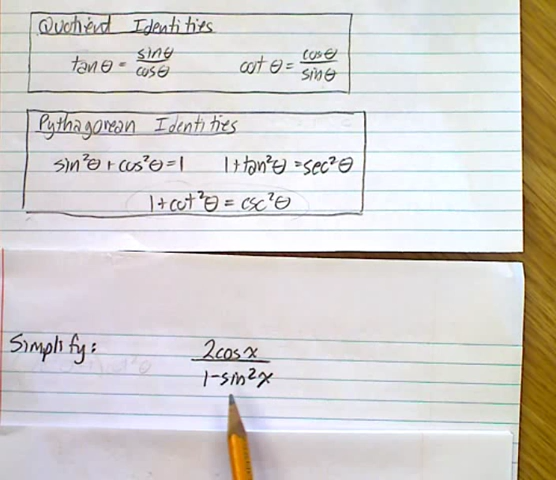 Quotient Identities
tanθ = sinθ/cosθ cotθ = cosθ/sinθ
Pythagorean Identities
sin²θ + cos²θ = 1 1 + tan²θ = sec²θ
1 + cot²θ = csc²θ
Simplify: 2cosx/1-sin²x